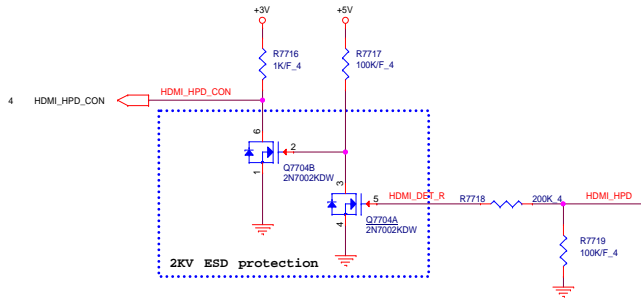 +3V
+5V
R7716
1K/F_4
R7717
100K/F_4
4 HDMI_HPD_CON
HDMI_HPD_CON
6
2
1
Q7704B
2N7002KDW
3
5
HDMI_DET_R
R7718
200K_4
HDMI_HPD
4
Q7704A
2N7002KDW
R7719
100K/F_4
2KV ESD protection